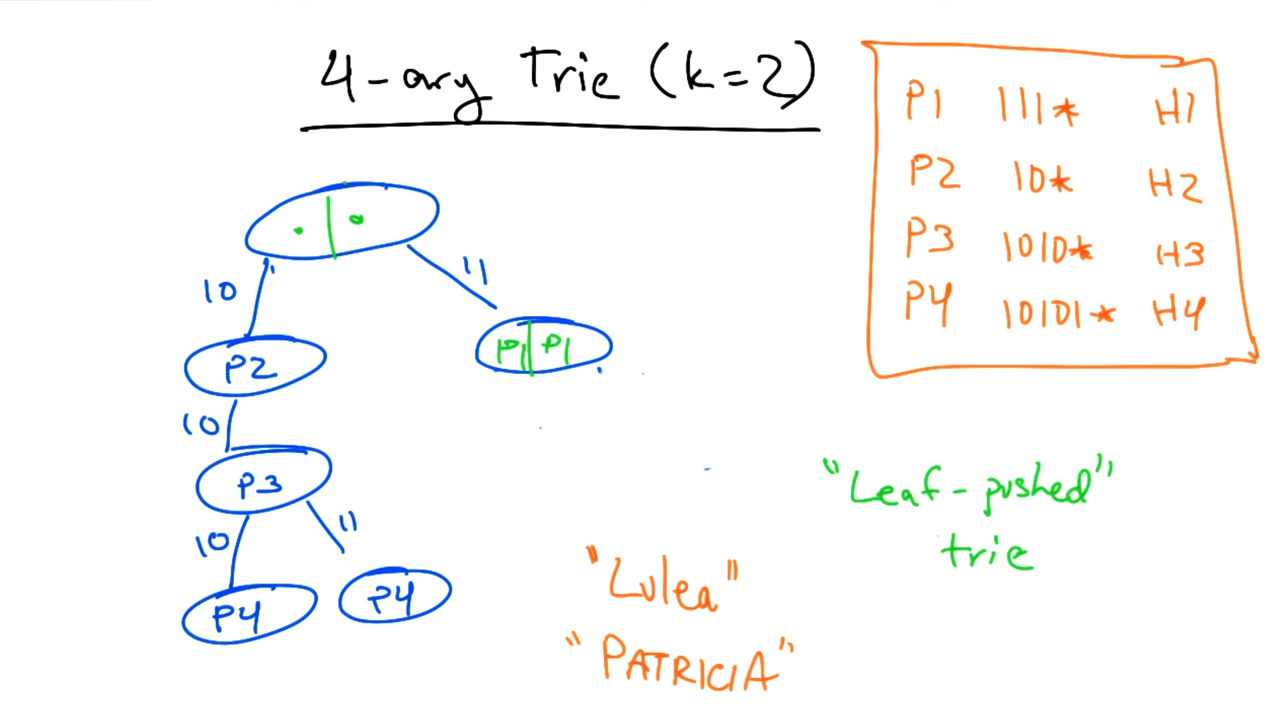 4-ary Trie (k=2)
P1 111* H1
P2 10* H2
P3 1010* H3
P4 10101* H4
10
11
P2
P1 P1
10
P3
10
11
P4
P4
"Leaf-pushed"
trie
"Lulea"
"PATRICIA"